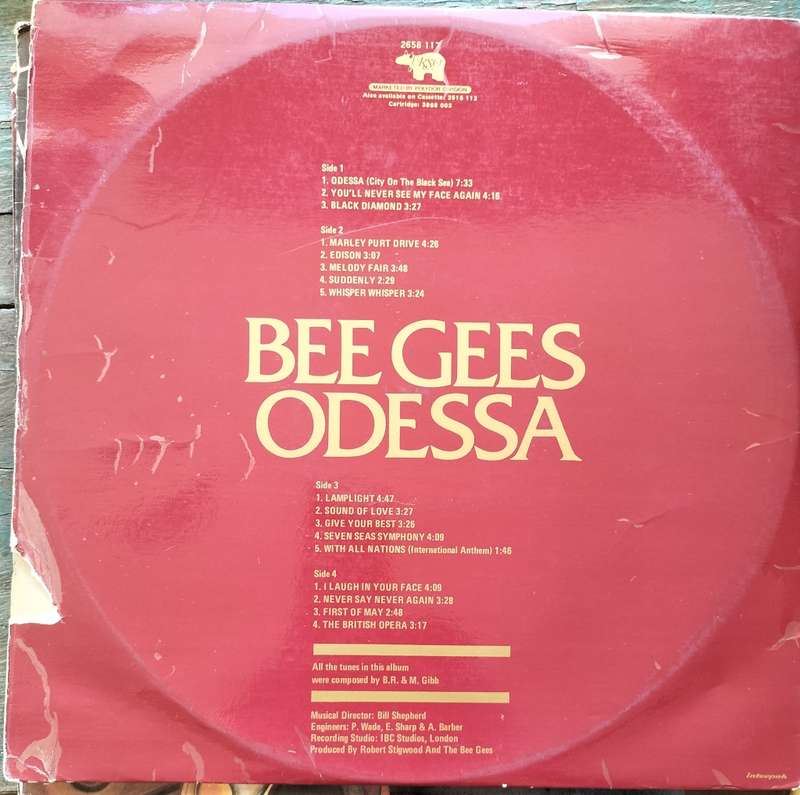 2658 117
RSO
MARKETED BY POLYDOR DIVISION
Also available on Cassette: 3516 113
Cartridge: 3868 003
Side 1
1. ODESSA (City On The Black Sea) 7:33
2. YOU'LL NEVER SEE MY FACE AGAIN 4:16
3. BLACK DIAMOND 3:27
Side 2
1. MARLEY PURT DRIVE 4:26
2. EDISON 3:07
3. MELODY FAIR 3:48
4. SUDDENLY 2:29
5. WHISPER WHISPER 3:24
BEE GEES
ODESSA
Side 3
1. LAMPLIGHT 4:47
2. SOUND OF LOVE 3:27
3. GIVE YOUR BEST 3:26
4. SEVEN SEAS SYMPHONY 4:09
5. WITH ALL NATIONS (International Anthem) 1:46
Side 4
1. I LAUGH IN YOUR FACE 4:09
2. NEVER SAY NEVER AGAIN 3:28
3. FIRST OF MAY 2:48
4. THE BRITISH OPERA 3:17
All the tunes in this album
were composed by B.R. & M. Gibb
Musical Director: Bill Shepherd
Engineers: P. Wade, E. Sharp & A. Barber
Recording Studio: IBC Studios, London
Produced By Robert Stigwood And The Bee Gees